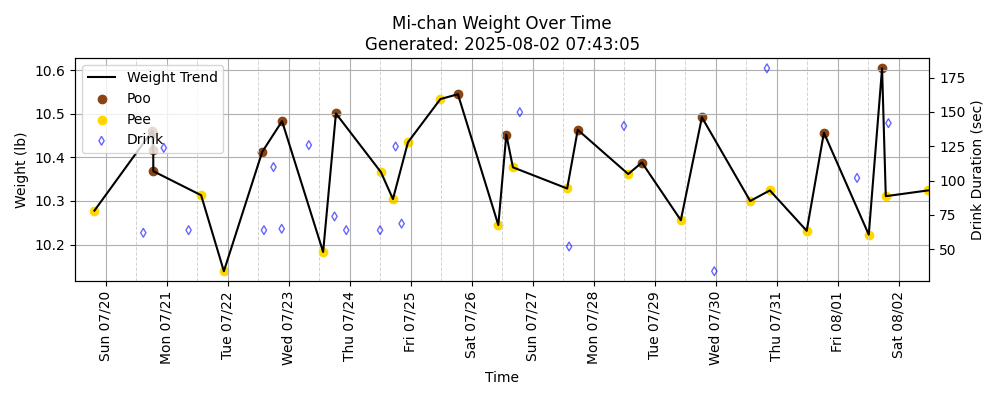 Mi-chan Weight Over Time
Generated: 2025-08-02 07:43:05
Weight Trend
Poo
Pee
Drink
Weight (lb)
10.6
10.5
10.4
10.3
10.2
Drink Duration (sec)
175
150
125
100
75
50
Sun 07/20
Mon 07/21
Tue 07/22
Wed 07/23
Thu 07/24
Fri 07/25
Sat 07/26
Sun 07/27
Mon 07/28
Tue 07/29
Wed 07/30
Thu 07/31
Fri 08/01
Sat 08/02
Time